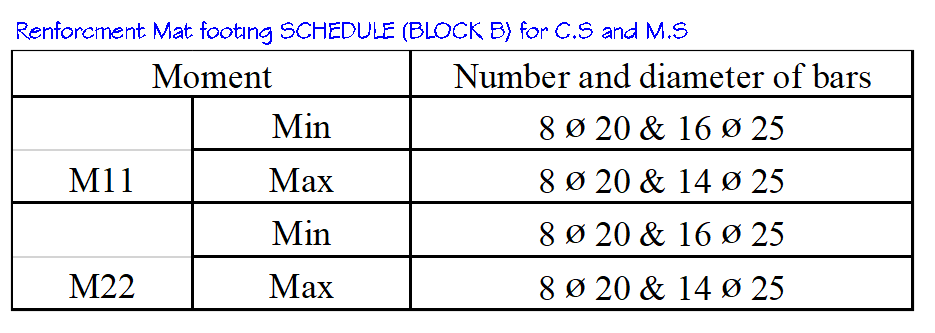 Renforcment Mat footing SCHEDULE (BLOCK B) for C.S and M.S
Moment Number and diameter of bars
Min 8 Ø 20 & 16 Ø 25
M11 Max 8 Ø 20 & 14 Ø 25
Min 8 Ø 20 & 16 Ø 25
M22 Max 8 Ø 20 & 14 Ø 25